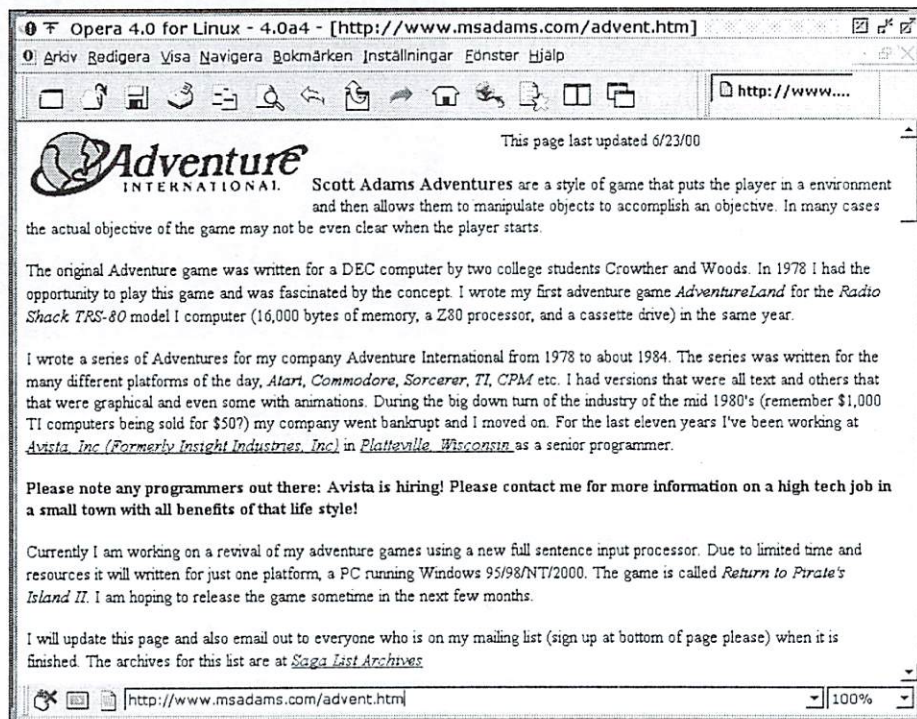 Opera 4.0 for Linux - 4.0a4 - [http://www.msadams.com/advent.htm]
Arkiv Redigera Visa Navigera Bokmärken Inställningar Fönster Hjälp
http://www....
Adventure
INTERNATIONAL
This page last updated 6/23/00
Scott Adams Adventures are a style of game that puts the player in a environment
and then allows them to manipulate objects to accomplish an objective. In many cases
the actual objective of the game may not be even clear when the player starts.
The original Adventure game was written for a DEC computer by two college students Crowther and Woods. In 1978 I had the
opportunity to play this game and was fascinated by the concept. I wrote my first adventure game AdventureLand for the Radio
Shack TRS-80 model I computer (16,000 bytes of memory, a Z80 processor, and a cassette drive) in the same year.
I wrote a series of Adventures for my company Adventure International from 1978 to about 1984. The series was written for the
many different platforms of the day, Atari, Commodore, Sorcerer, TI, CPM etc. I had versions that were all text and others that
that were graphical and even some with animations. During the big down turn of the industry of the mid 1980's (remember $1,000
TI computers being sold for $50?) my company went bankrupt and I moved on. For the last eleven years I've been working at
Avista, Inc (Formerly Insight Industries, Inc) in Platteville, Wisconsin as a senior programmer.
Please note any programmers out there: Avista is hiring! Please contact me for more information on a high tech job in
a small town with all benefits of that life style!
Currently I am working on a revival of my adventure games using a new full sentence input processor. Due to limited time and
resources it will written for just one platform, a PC running Windows 95/98/NT/2000. The game is called Return to Pirate's
Island II. I am hoping to release the game sometime in the next few months.
I will update this page and also email out to everyone who is on my mailing list (sign up at bottom of page please) when it is
finished. The archives for this list are at Saga List Archives
http://www.msadams.com/advent.htm
100%